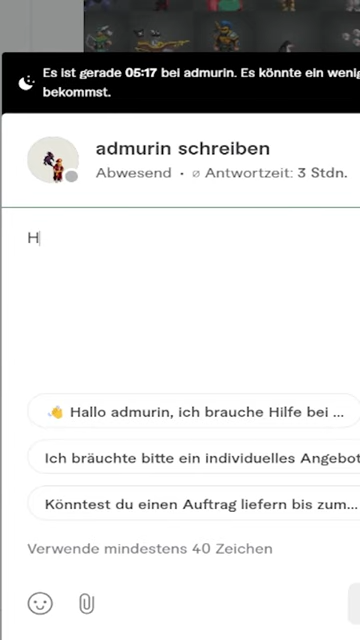 Es ist gerade 05:17 bei admurin. Es könnte ein wenig
bekommst.
admurin schreiben
Abwesend · ⌀ Antwortzeit: 3 Stdn.
H
👋 Hallo admurin, ich brauche Hilfe bei ...
Ich bräuchte bitte ein individuelles Angebot
Könntest du einen Auftrag liefern bis zum...
Verwende mindestens 40 Zeichen